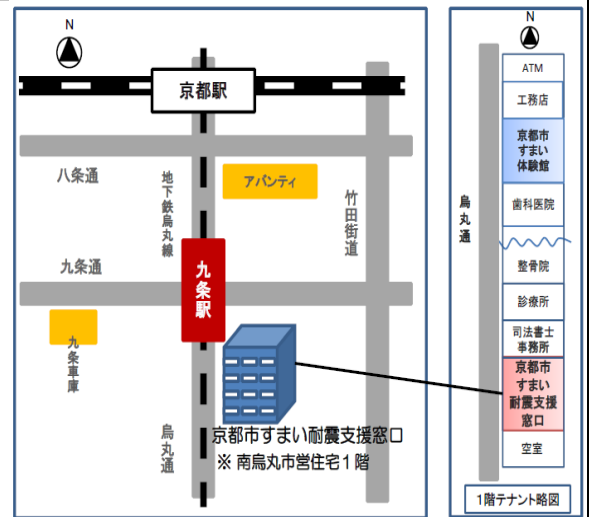 N
京都駅
八条通
地下鉄烏丸線
アバンティ
竹田街道
九条通
九条駅
九条車庫
烏丸通
京都市すまい耐震支援窓口
※ 南烏丸市営住宅1階
N
烏丸通
ATM
工務店
京都市
すまい
体験館
歯科医院
整骨院
診療所
司法書士
事務所
京都市
すまい
耐震支援
窓口
空室
1階テナント略図